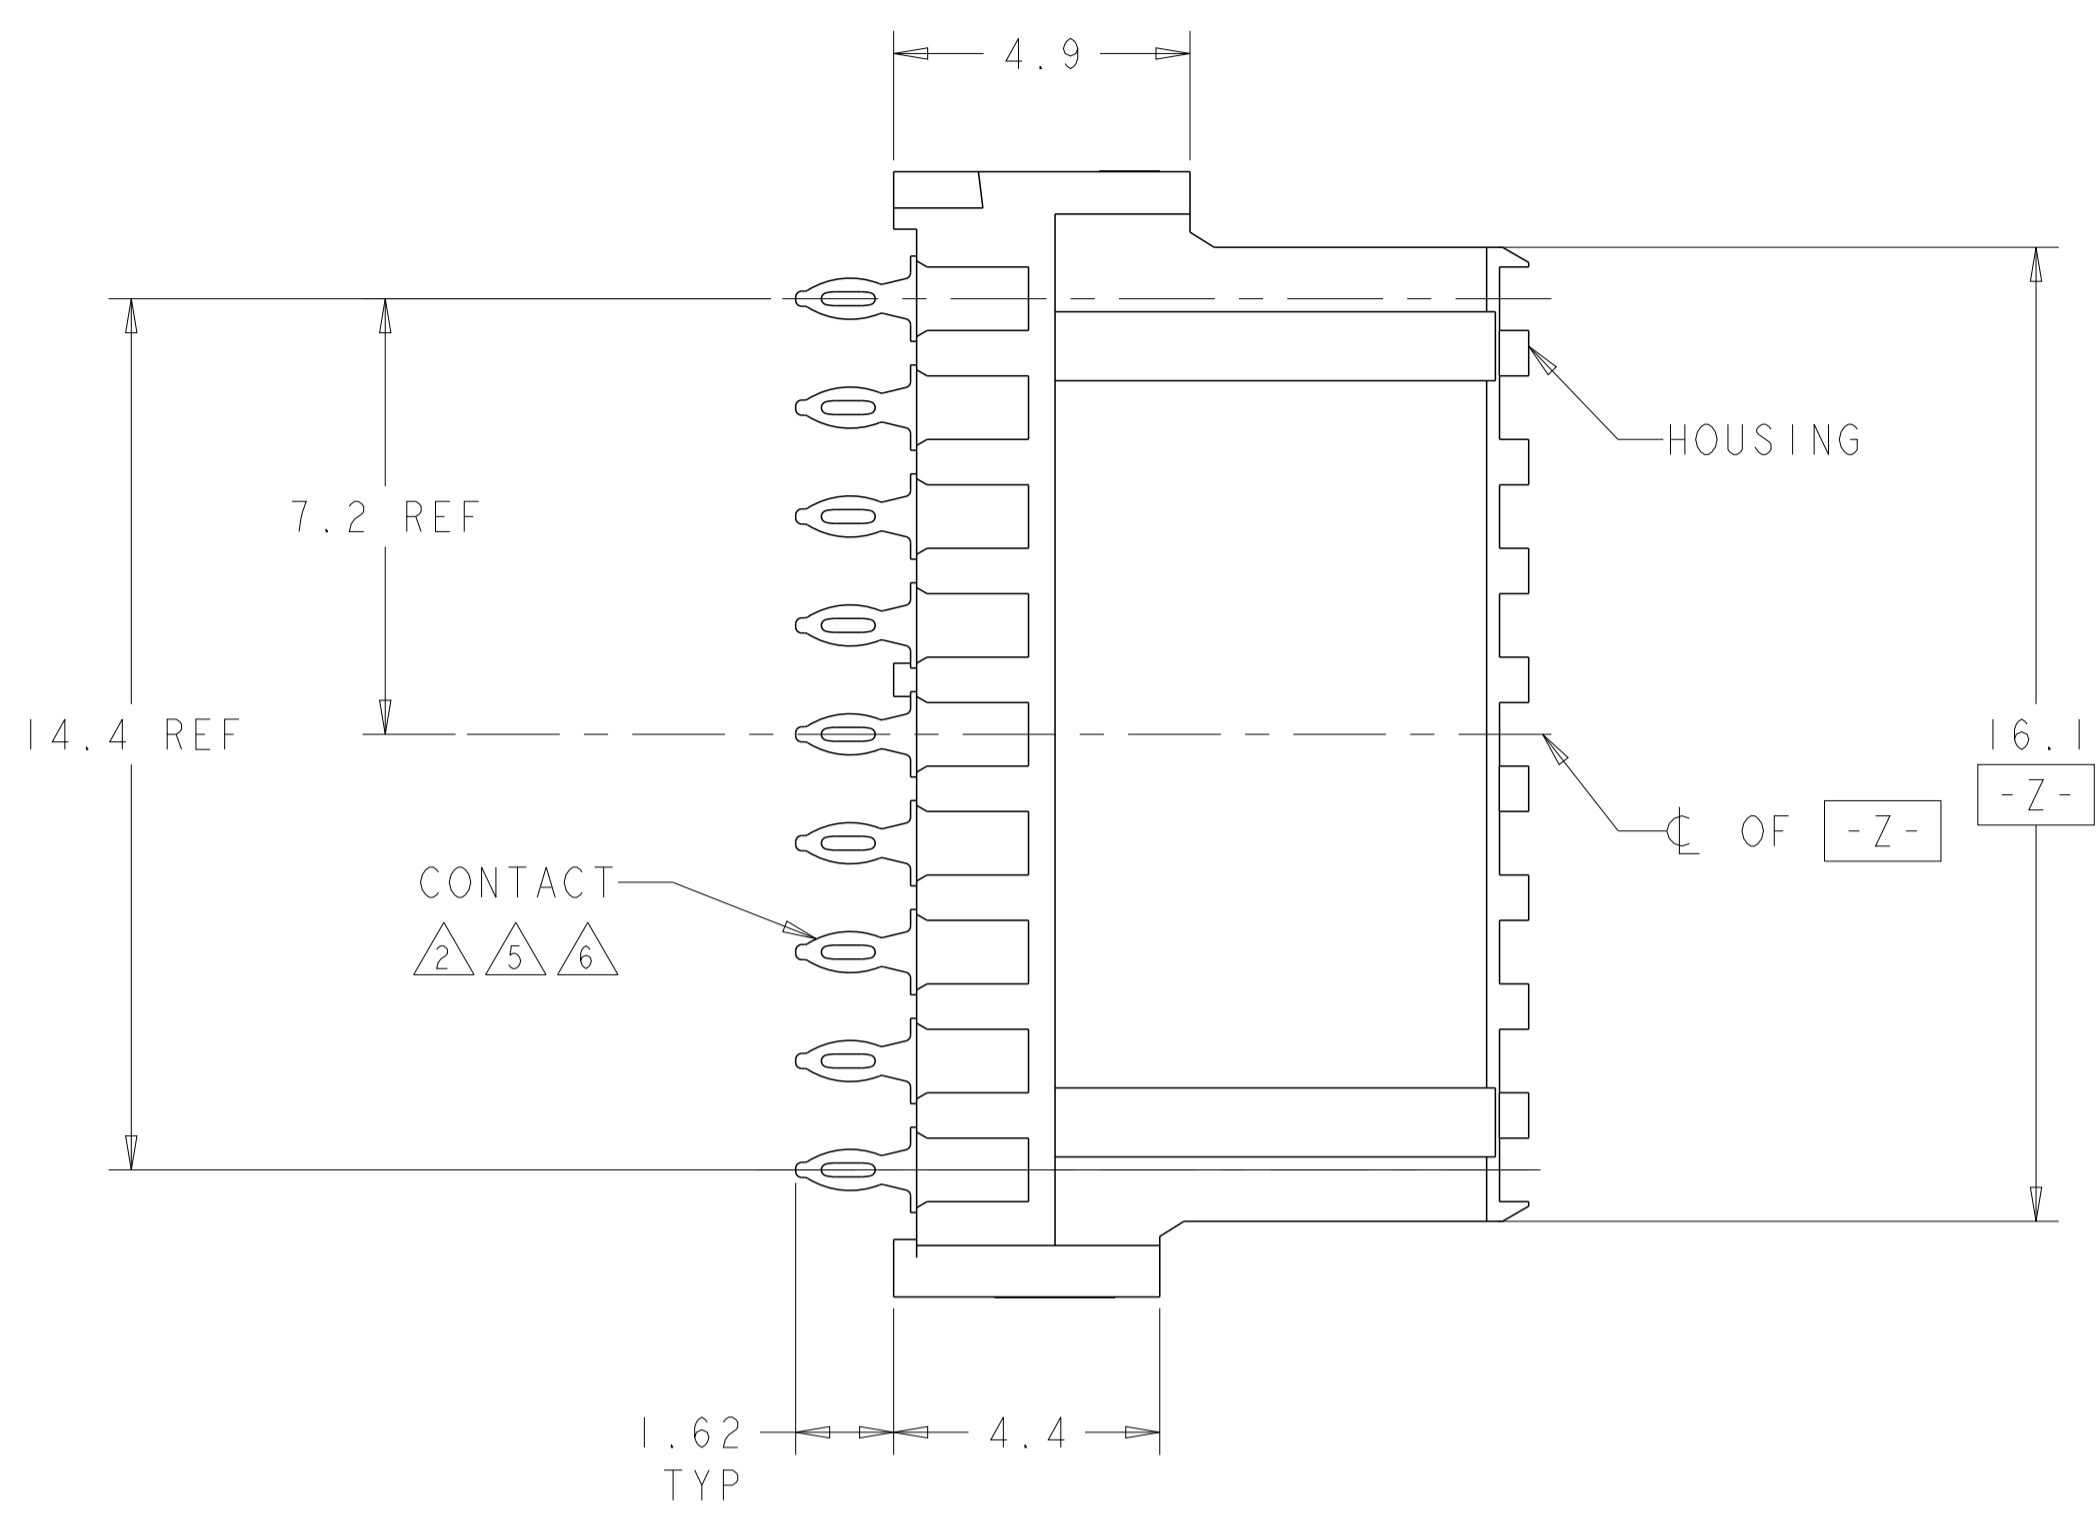 4.9
HOUSING
7.2 REF
14.4 REF
16.1
-Z-
℄ OF -Z-
CONTACT
2 5 6
1.62
TYP
4.4